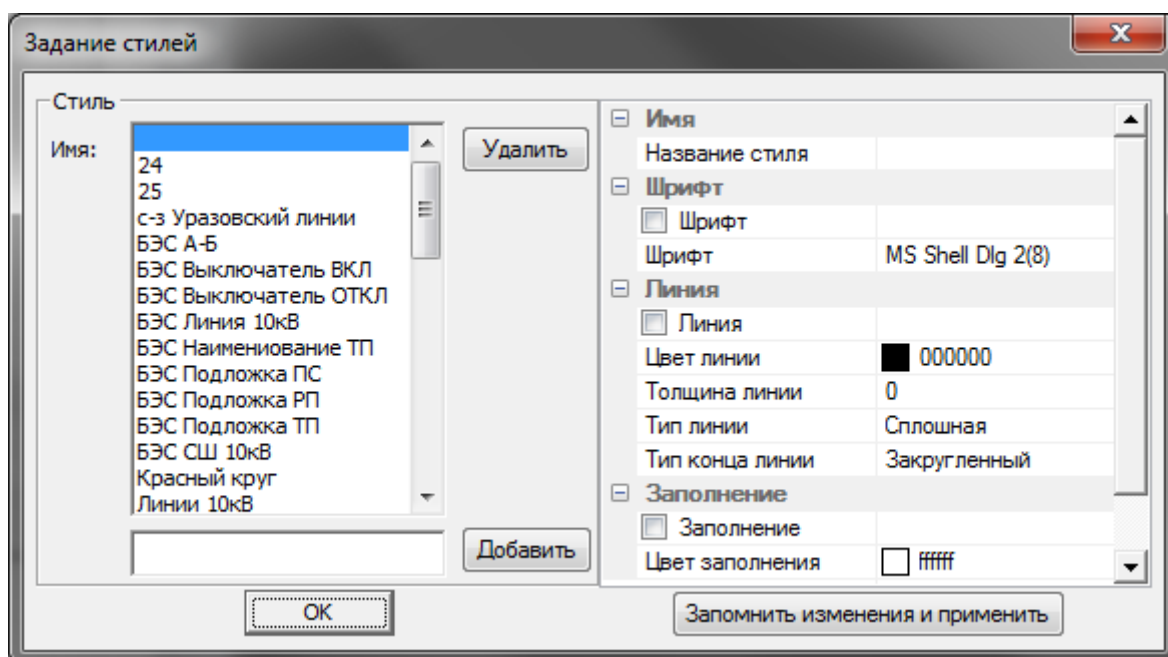 Задание стилей
Стиль
Имя:
24
25
с-з Уразовский линии
БЭС А-Б
БЭС Выключатель ВКЛ
БЭС Выключатель ОТКЛ
БЭС Линия 10кВ
БЭС Наимениование ТП
БЭС Подложка ПС
БЭС Подложка РП
БЭС Подложка ТП
БЭС СШ 10кВ
Красный круг
Линии 10кВ
Удалить
Добавить
OK
Имя
Название стиля
Шрифт
Шрифт
Шрифт MS Shell Dlg 2(8)
Линия
Линия
Цвет линии 000000
Толщина линии 0
Тип линии Сплошная
Тип конца линии Закругленный
Заполнение
Заполнение
Цвет заполнения ffffff
Запомнить изменения и применить